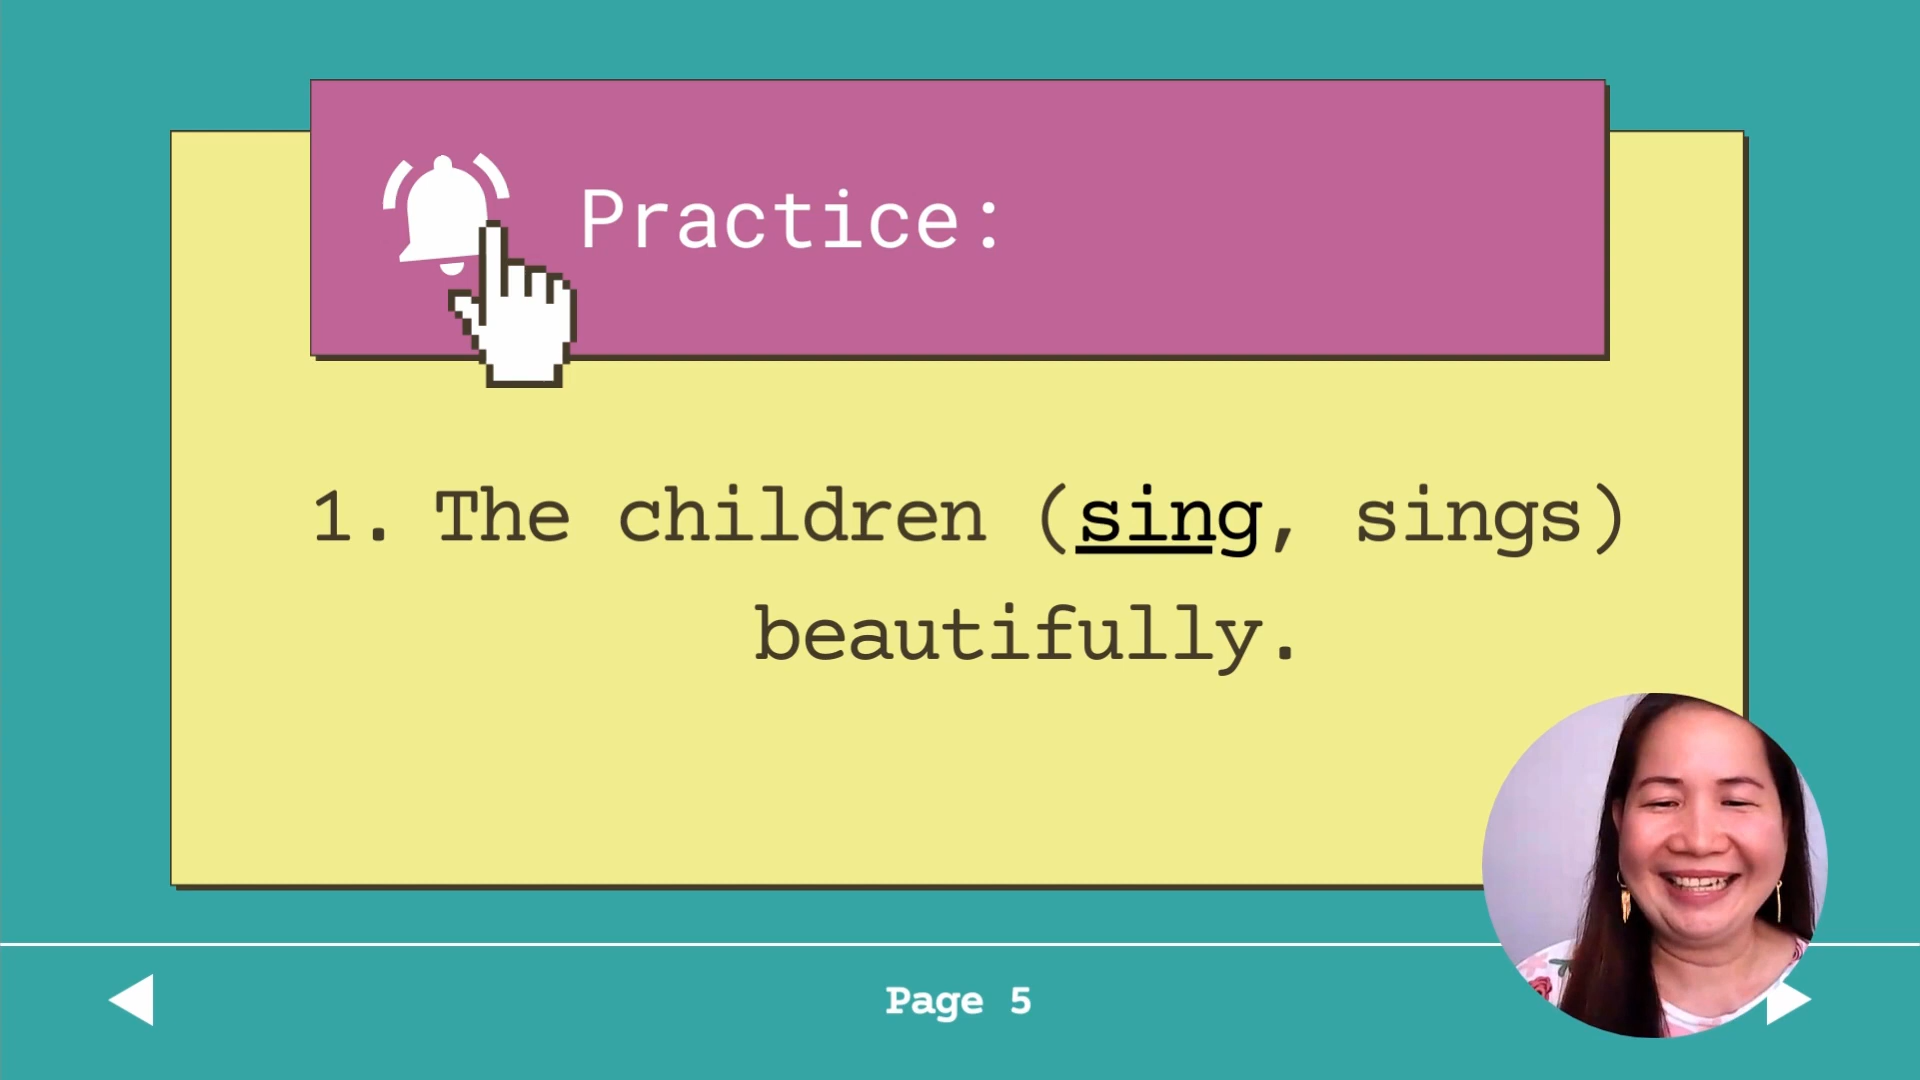 Practice:
1. The children (sing, sings)
beautifully.
Page 5